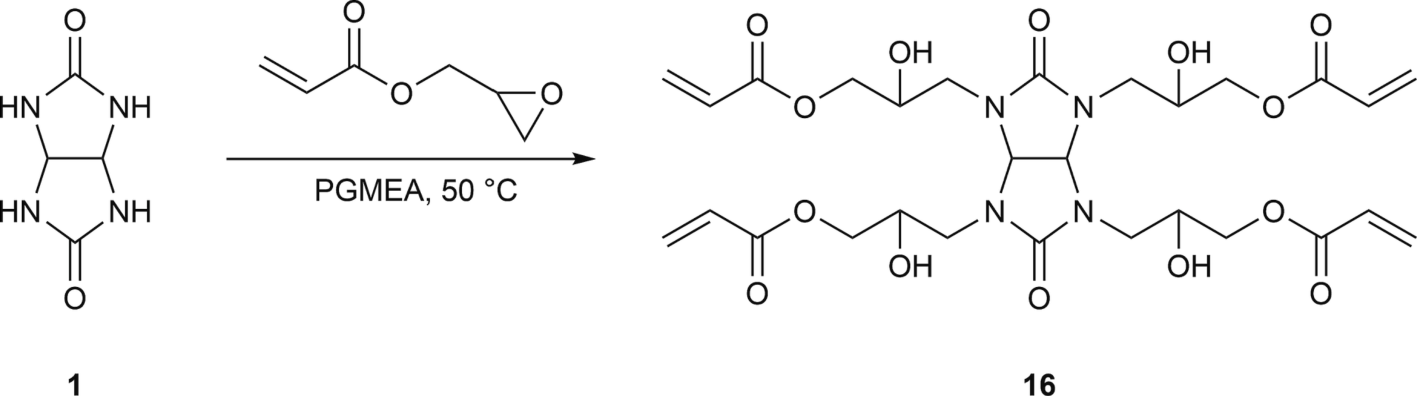 O
HN NH
HN NH
O
1
O
O
O
PGMEA, 50 °C
O OH O OH O
O N N O
O N N O
O OH O OH O
16